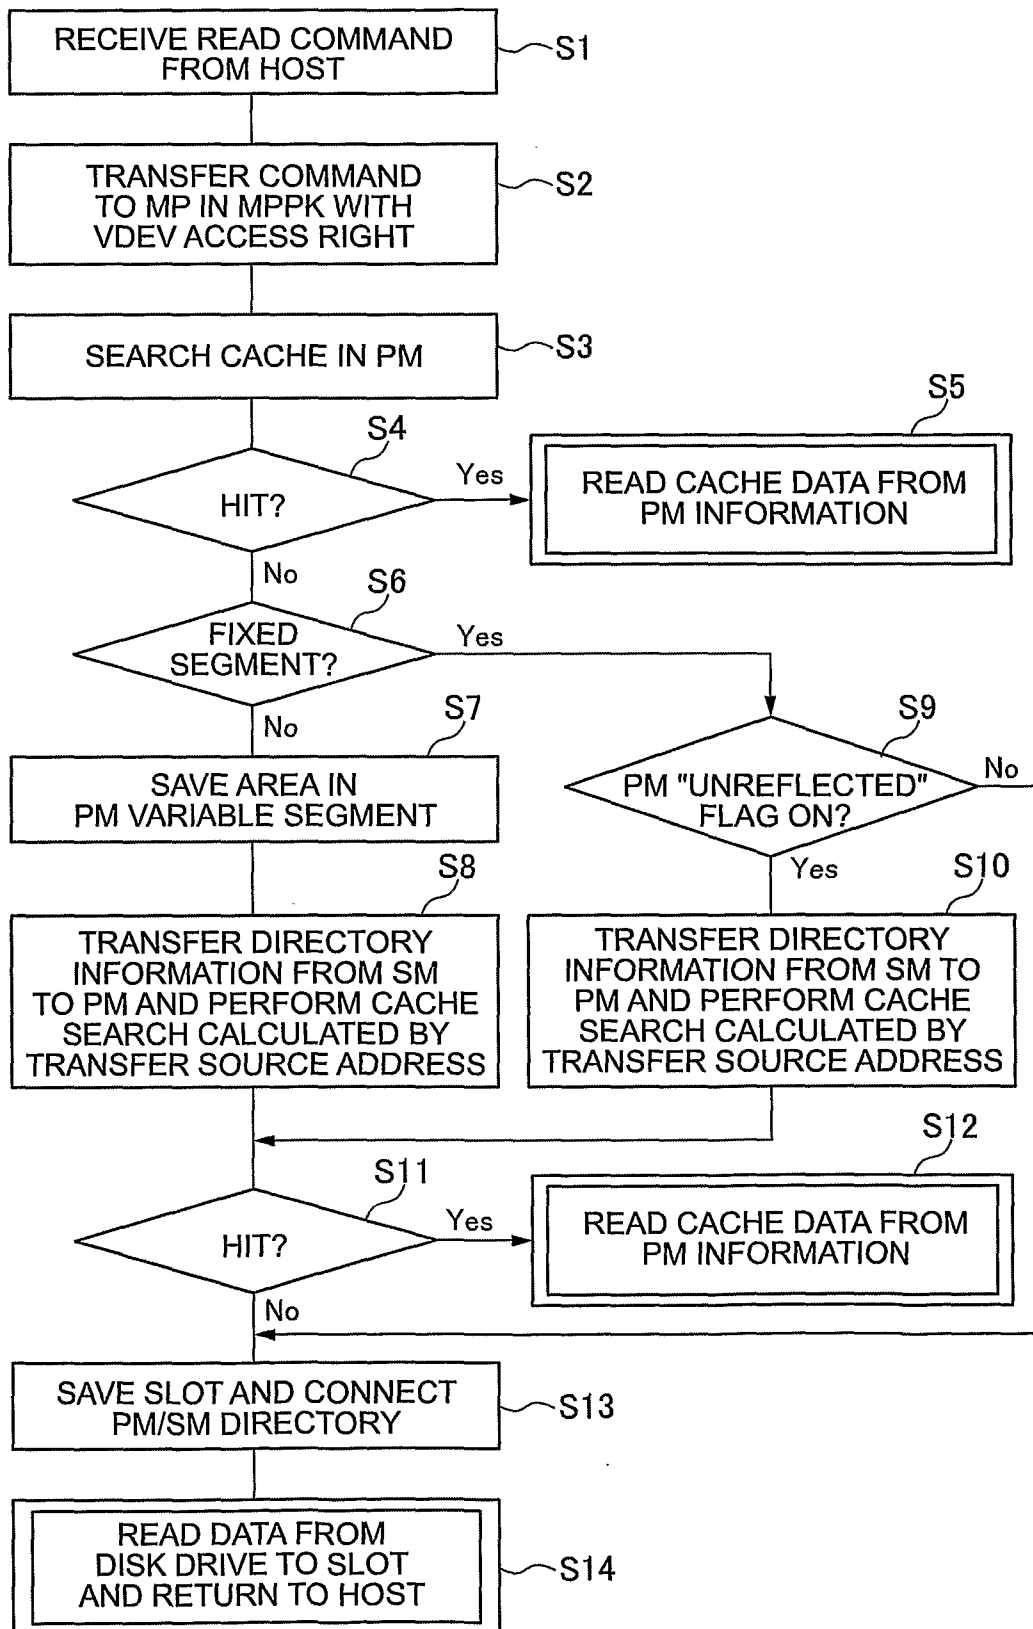 RECEIVE READ COMMAND
FROM HOST
S1
TRANSFER COMMAND
TO MP IN MPPK WITH
VDEV ACCESS RIGHT
S2
SEARCH CACHE IN PM
S3
S4
HIT?
Yes
No
S5
READ CACHE DATA FROM
PM INFORMATION
S6
FIXED
SEGMENT?
Yes
No
S7
SAVE AREA IN
PM VARIABLE SEGMENT
S9
PM "UNREFLECTED"
FLAG ON?
No
Yes
S8
TRANSFER DIRECTORY
INFORMATION FROM SM
TO PM AND PERFORM CACHE
SEARCH CALCULATED BY
TRANSFER SOURCE ADDRESS
S10
TRANSFER DIRECTORY
INFORMATION FROM SM TO
PM AND PERFORM CACHE
SEARCH CALCULATED BY
TRANSFER SOURCE ADDRESS
S11
HIT?
Yes
No
S12
READ CACHE DATA FROM
PM INFORMATION
SAVE SLOT AND CONNECT
PM/SM DIRECTORY
S13
READ DATA FROM
DISK DRIVE TO SLOT
AND RETURN TO HOST
S14